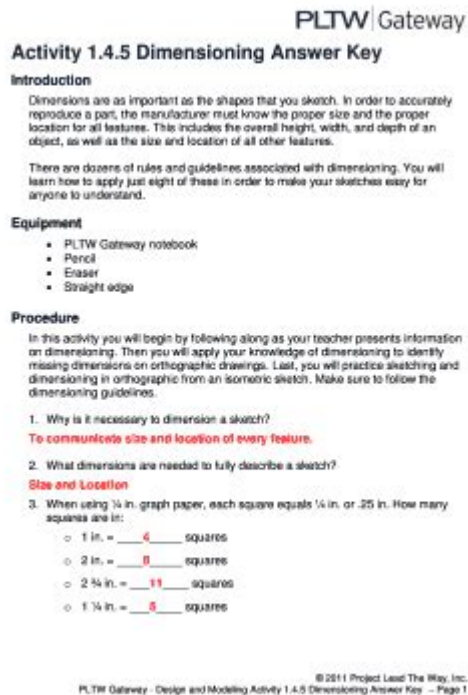 PLTW Gateway
Activity 1.4.5 Dimensioning Answer Key
Introduction
Dimensions are as important as the shapes that you sketch. In order to accurately
reproduce a part, the manufacturer must know the proper size and the proper
location for all features. This includes the overall height, width, and depth of an
object, as well as the size and location of all other features.
There are dozens of rules and guidelines associated with dimensioning. You will
learn how to apply just eight of these in order to make your sketches easy for
anyone to understand.
Equipment
• PLTW Gateway notebook
• Pencil
• Eraser
• Straight edge
Procedure
In this activity you will begin by following along as your teacher presents information
on dimensioning. Then you will apply your knowledge of dimensioning to identify
missing dimensions on orthographic drawings. Last, you will practice sketching and
dimensioning in orthographic from an isometric sketch. Make sure to follow the
dimensioning guidelines.
1. Why is it necessary to dimension a sketch?
To communicate size and location of every feature.
2. What dimensions are needed to fully describe a sketch?
Size and Location
3. When using ¼ in. graph paper, each square equals ¼ in. or .25 in. How many
squares are in:
○ 1 in. = ____4____ squares
○ 2 in. = ____8____ squares
○ 2 ¾ in. = ____11____ squares
○ 1 ¼ in. = ____5____ squares
© 2011 Project Lead The Way, Inc.
PLTW Gateway - Design and Modeling Activity 1.4.5 Dimensioning Answer Key – Page 1